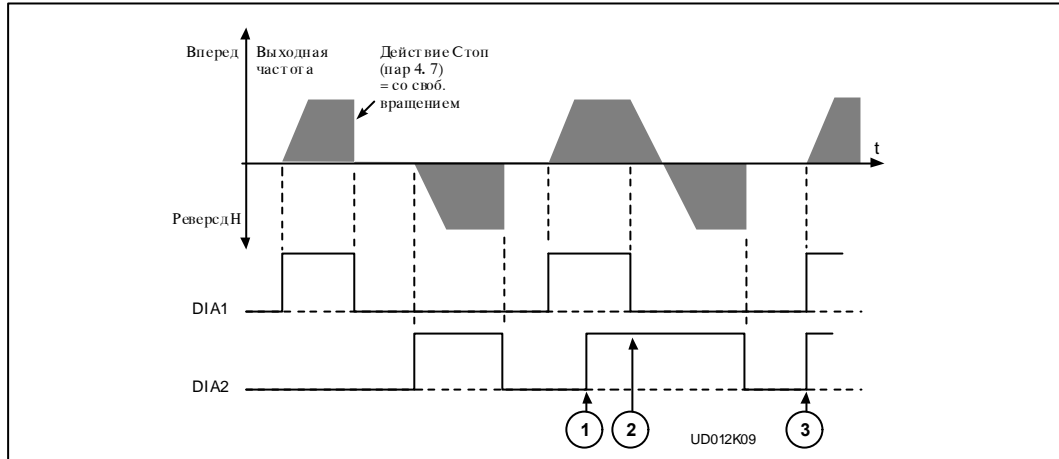 Вперед
Выходная
частота
Действие Стоп
(пар 4. 7)
= со своб.
вращением
t
РеверсдН
DIA1
DIA2
1
2
3
UD012K09